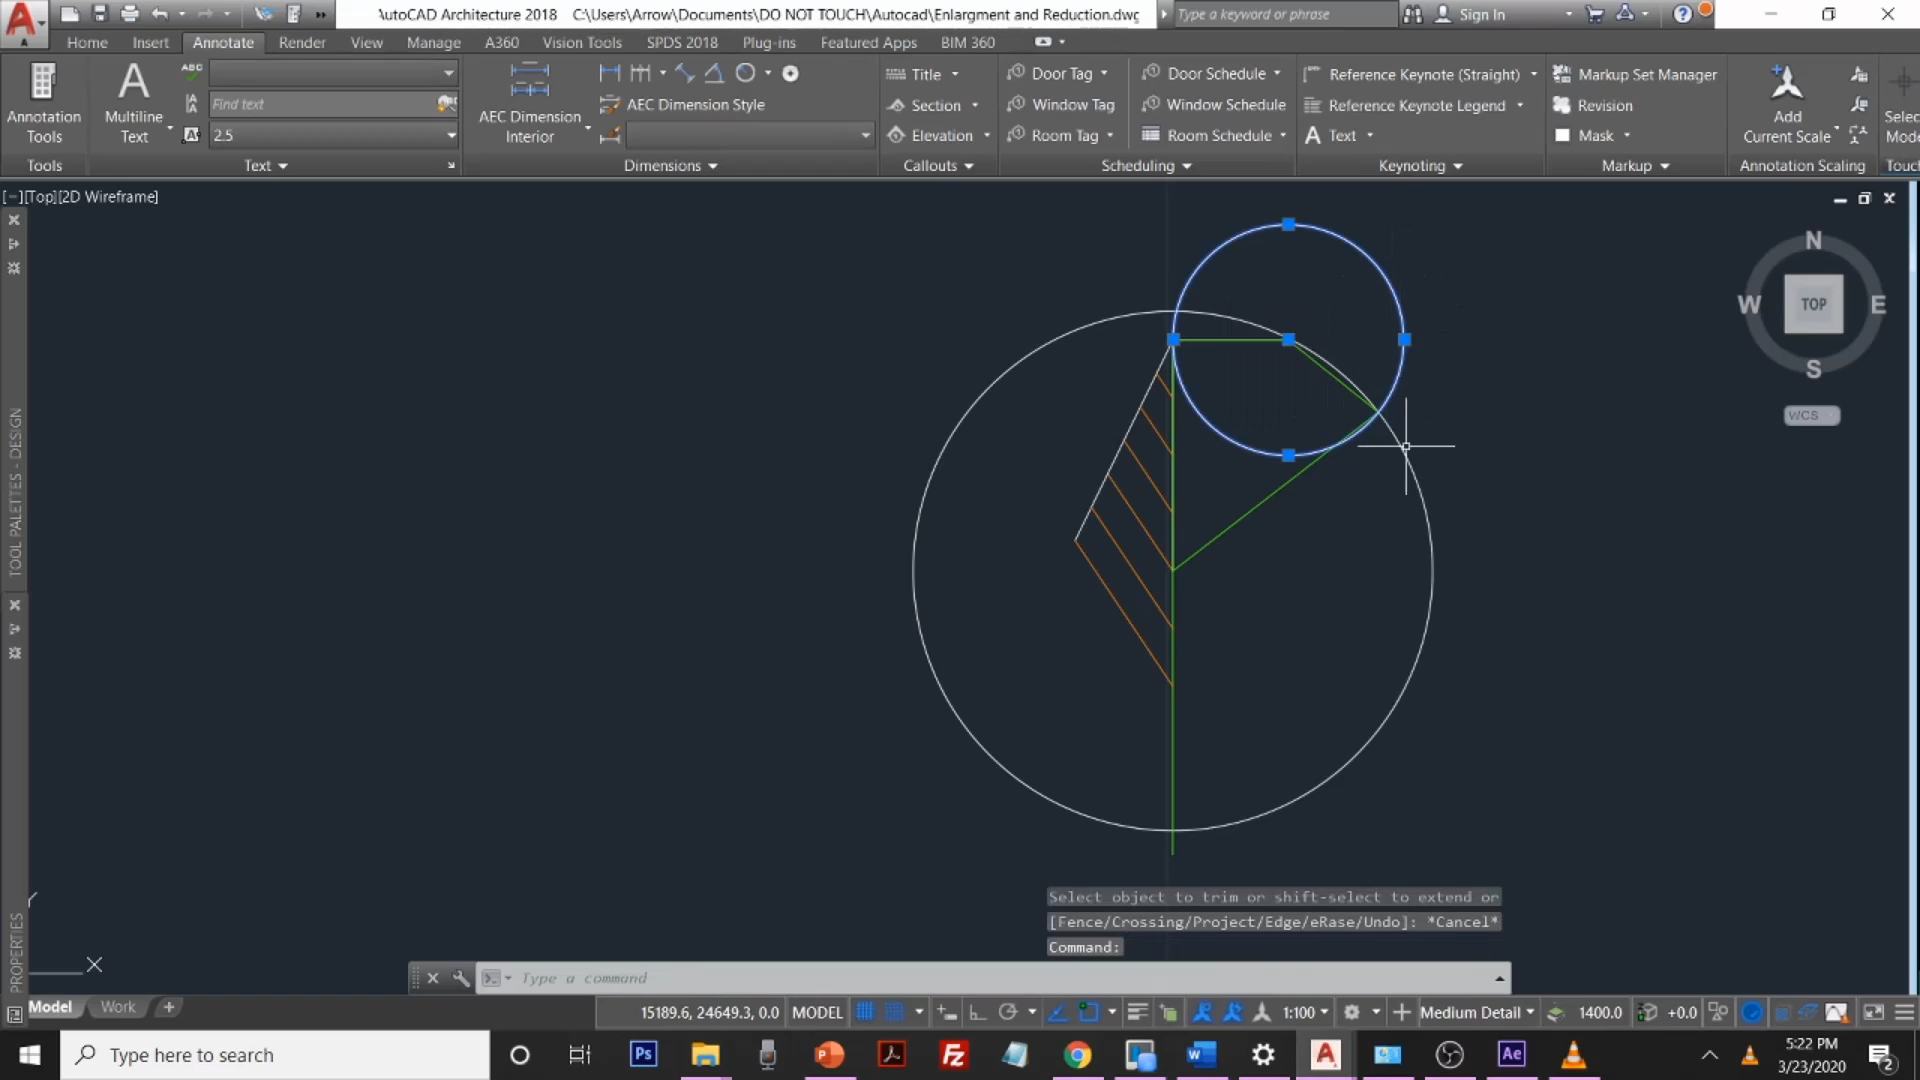 AutoCAD Architecture 2018 C:\Users\Arrow\Documents\DO NOT TOUCH\Autocad\Enlargment and Reduction.dwg
Type a keyword or phrase
Sign In
Home Insert Annotate Render View Manage A360 Vision Tools SPDS 2018 Plug-ins Featured Apps BIM 360
Annotation
Tools
Multiline
Text
ABC
Find text
2.5
AEC Dimension
Interior
AEC Dimension Style
Title
Section
Elevation
Door Tag
Window Tag
Room Tag
Door Schedule
Window Schedule
Room Schedule
Reference Keynote (Straight)
Reference Keynote Legend
Text
Markup Set Manager
Revision
Mask
Add
Current Scale
Selec
Mode
Tools Text Dimensions Callouts Scheduling Keynoting Markup Annotation Scaling Touch
[−][Top][2D Wireframe]
N
W TOP E
S
WCS
TOOL PALETTES - DESIGN
PROPERTIES
Select object to trim or shift-select to extend or
[Fence/Crossing/Project/Edge/eRase/Undo]: *Cancel*
Command:
Type a command
Model Work +
15189.6, 24649.3, 0.0 MODEL 1:100 Medium Detail 1400.0 +0.0
Type here to search
Ps Ae
5:22 PM
3/23/2020
2